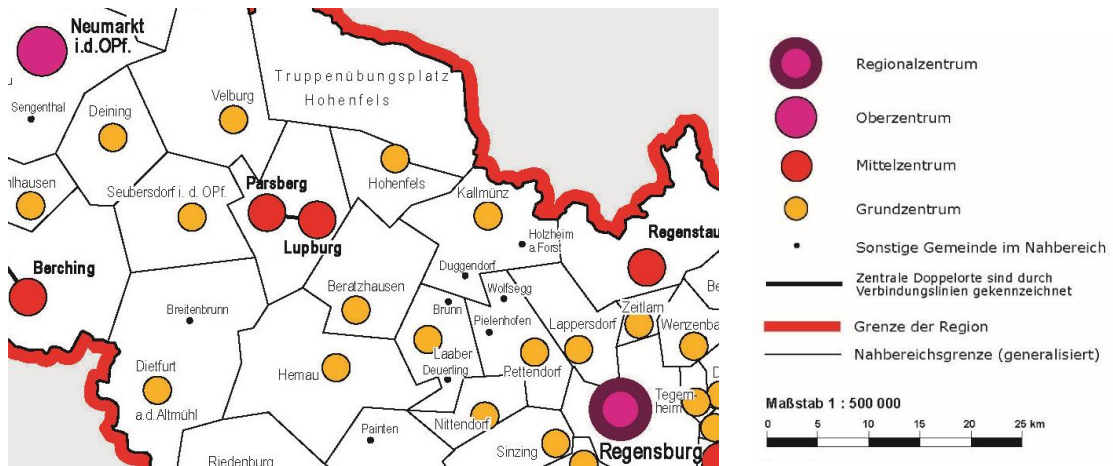 Neumarkt
i.d.OPf.
Sengenthal
Deining
Velburg
Truppenübungsplatz
Hohenfels
lhausen
Seubersdorf i. d. OPf.
Parsberg
Lupburg
Hohenfels
Kallmünz
Holzheim
a.Forst
Regenstau
Berching
Breitenbrunn
Beratzhausen
Duggendorf
Wolfsegg
Brunn
Pielenhofen
Lappersdorf
Zeitlarn
Be
Wenzenba
Laaber
Deuerling
Pettendorf
Hemau
Dietfurt
a.d. Altmühl
Nittendorf
Tegern-
heim
D
Painten
Sinzing
Regensburg
Riedenburg
Regionalzentrum
Oberzentrum
Mittelzentrum
Grundzentrum
Sonstige Gemeinde im Nahbereich
Zentrale Doppelorte sind durch
Verbindungslinien gekennzeichnet
Grenze der Region
Nahbereichsgrenze (generalisiert)
Maßstab 1 : 500 000
0 5 10 15 20 25 km